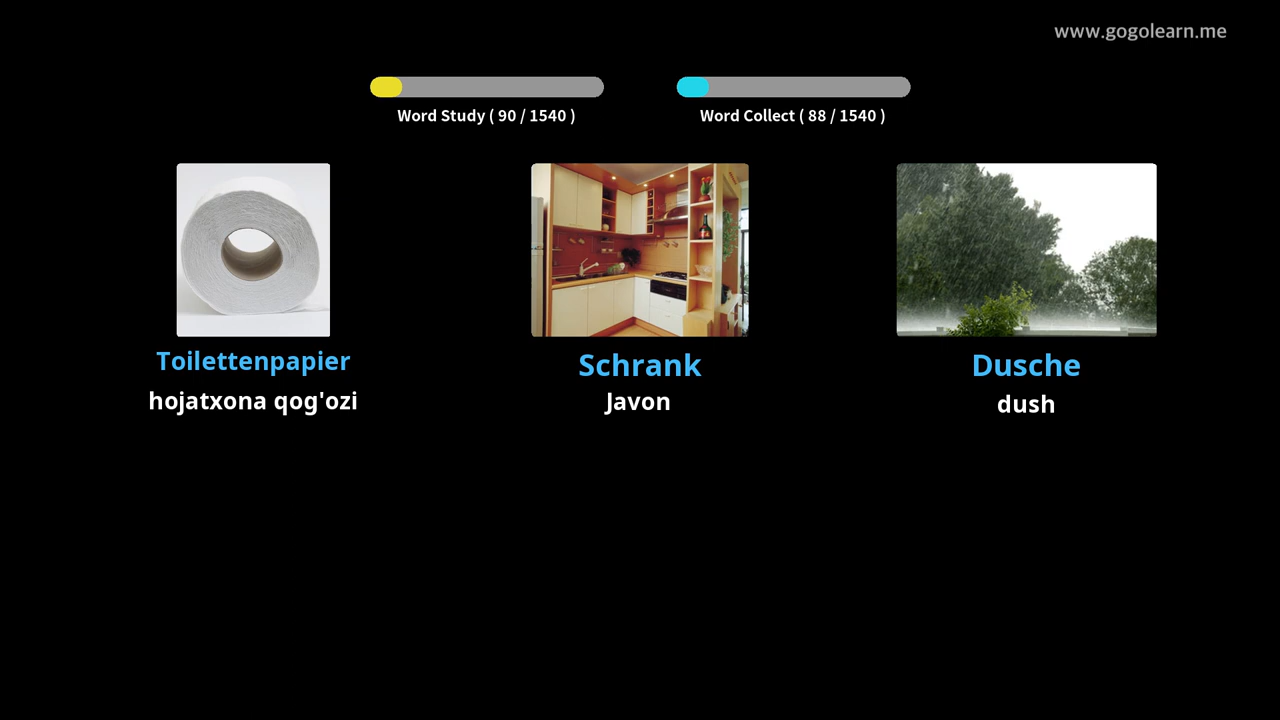 www.gogolearn.me
Word Study ( 90 / 1540 )
Word Collect ( 88 / 1540 )
Toilettenpapier
hojatxona qog'ozi
Schrank
Javon
Dusche
dush